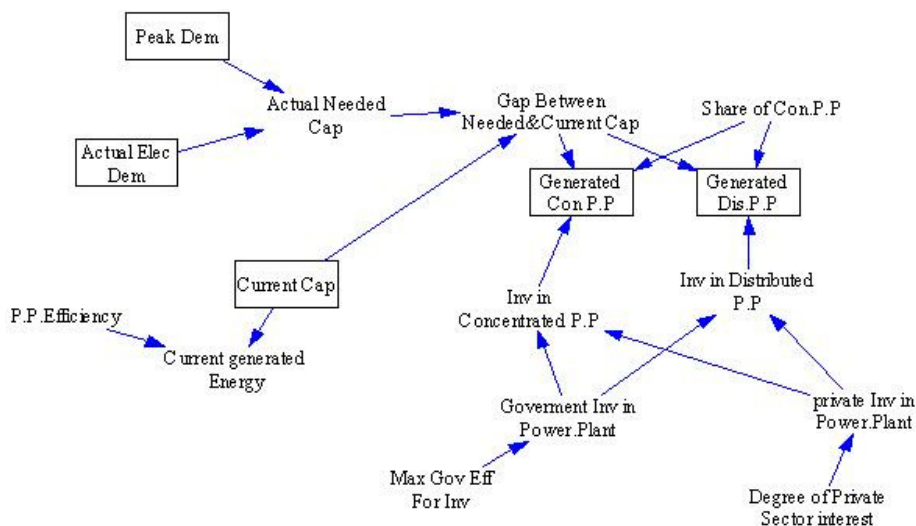 Peak Dem
Actual Needed
Cap
Gap Between
Needed&Current Cap
Share of Con.P.P
Actual Elec
Dem
Generated
Con P.P
Generated
Dis.P.P
Current Cap
Inv in
Concentrated P.P
Inv in Distributed
P.P
P.P.Efficiency
Current generated
Energy
Goverment Inv in
Power.Plant
private Inv in
Power.Plant
Max Gov Eff
For Inv
Degree of Private
Sector interest